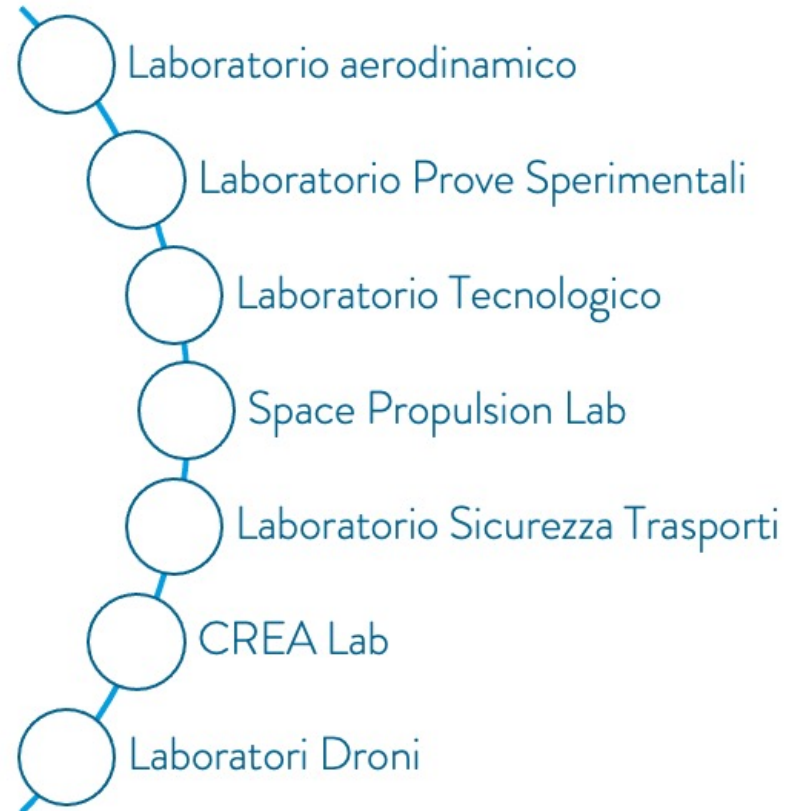 Laboratorio aerodinamico
Laboratorio Prove Sperimentali
Laboratorio Tecnologico
Space Propulsion Lab
Laboratorio Sicurezza Trasporti
CREA Lab
Laboratori Droni